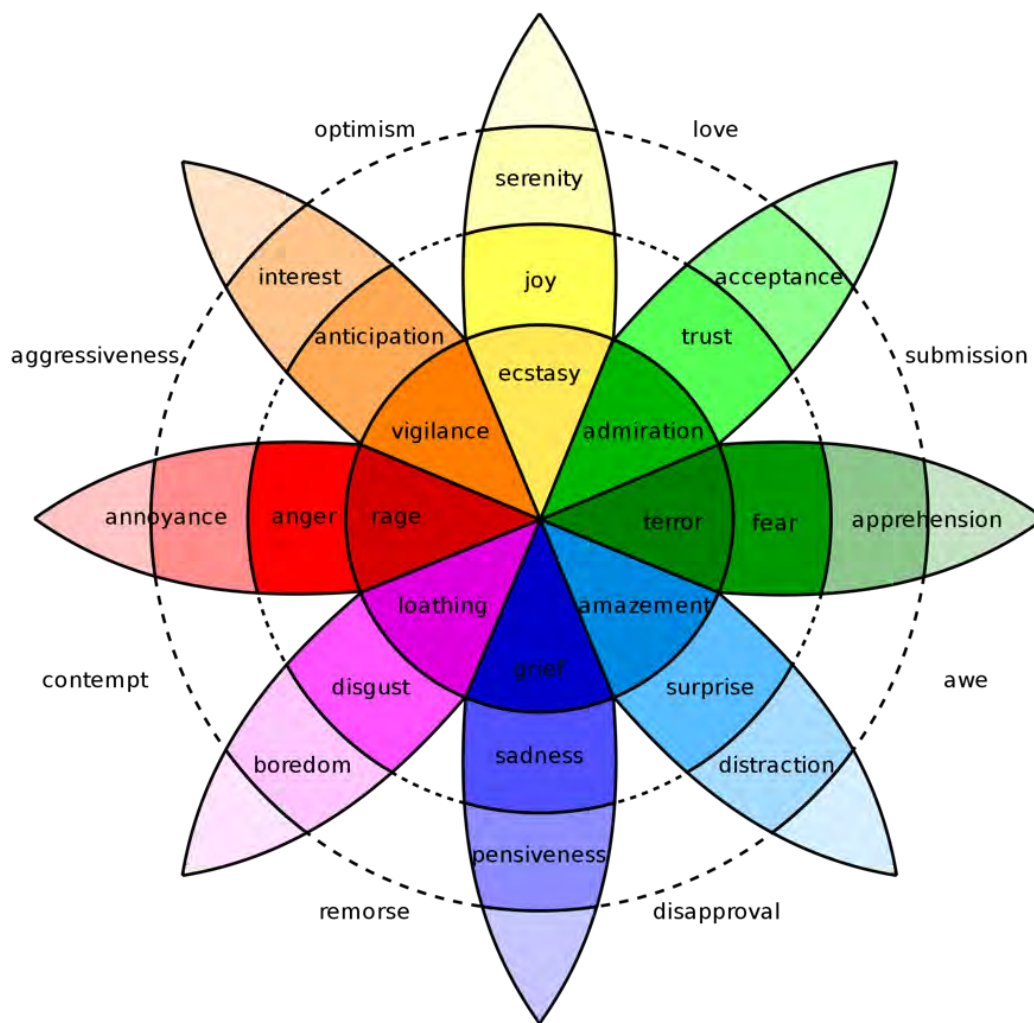 optimism
love
serenity
interest
acceptance
joy
anticipation
trust
aggressiveness
submission
ecstasy
vigilance
admiration
annoyance
anger
rage
terror
fear
apprehension
loathing
amazement
contempt
grief
awe
disgust
surprise
sadness
boredom
distraction
pensiveness
remorse
disapproval